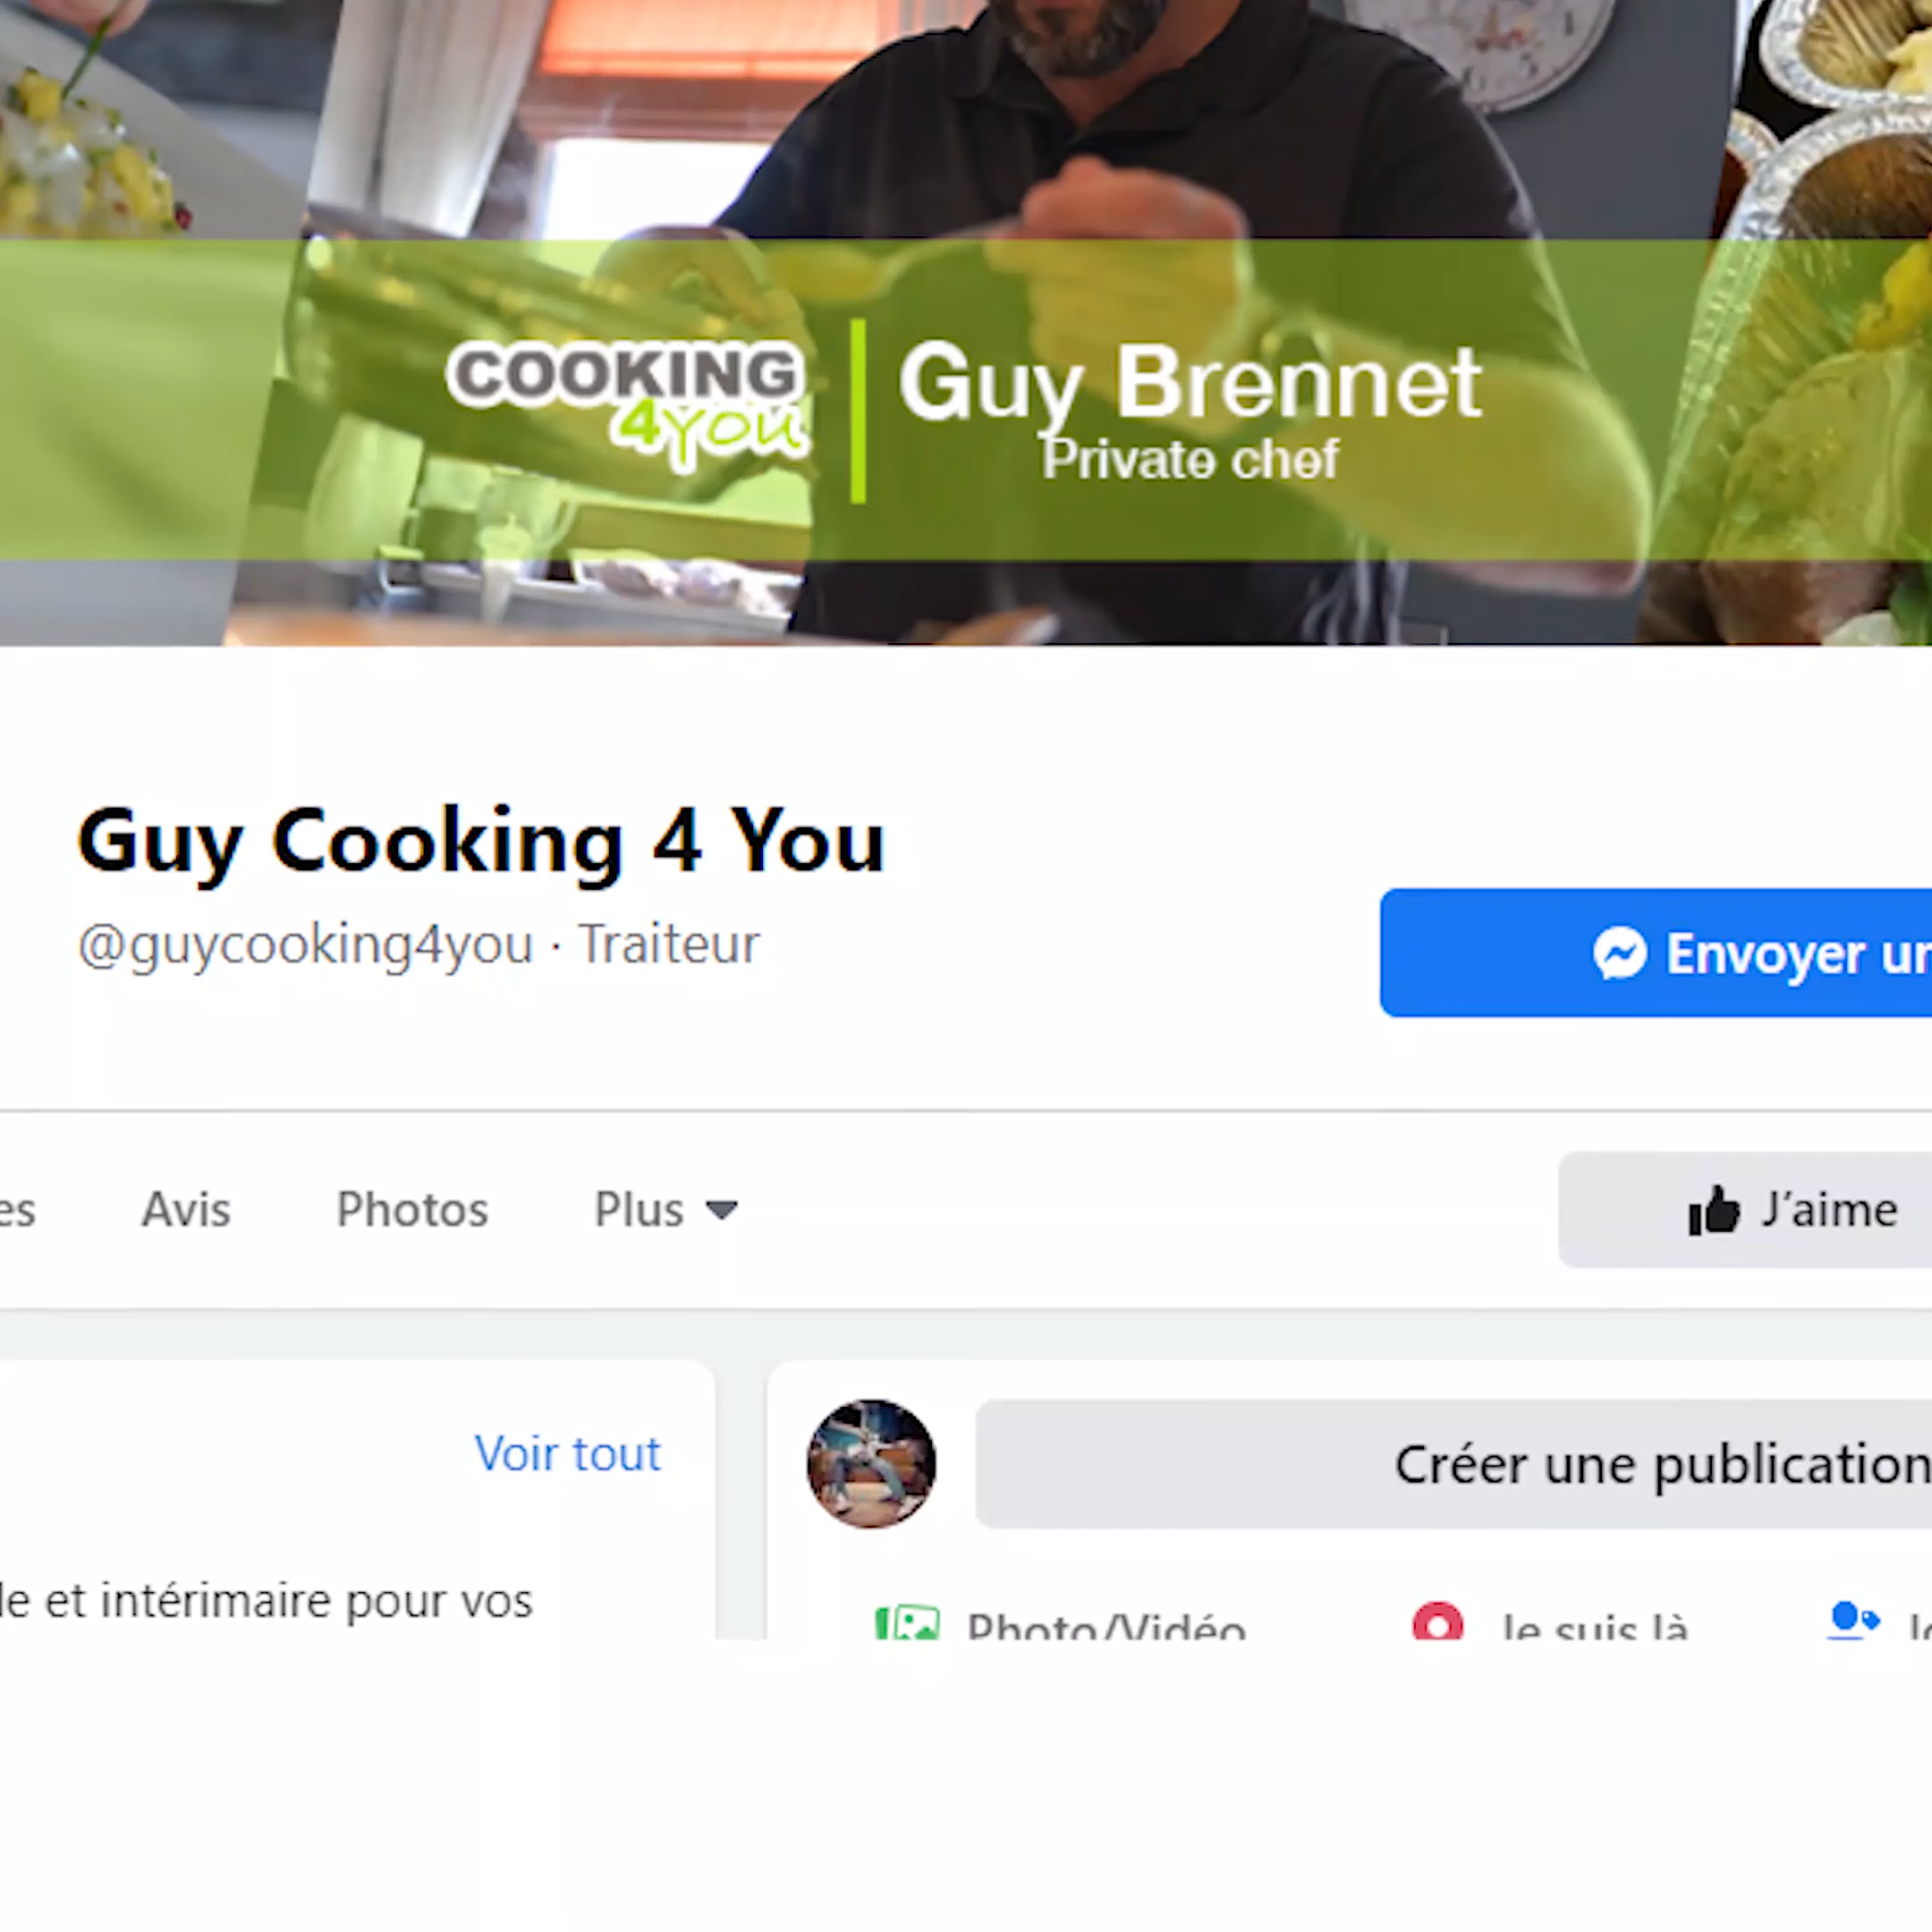 COOKING
4you
Guy Brennet
Private chef
Guy Cooking 4 You
@guycooking4you · Traiteur
Envoyer un
es
Avis
Photos
Plus
J'aime
Voir tout
Créer une publication
le et intérimaire pour vos
Photo/Vidéo
Je suis là